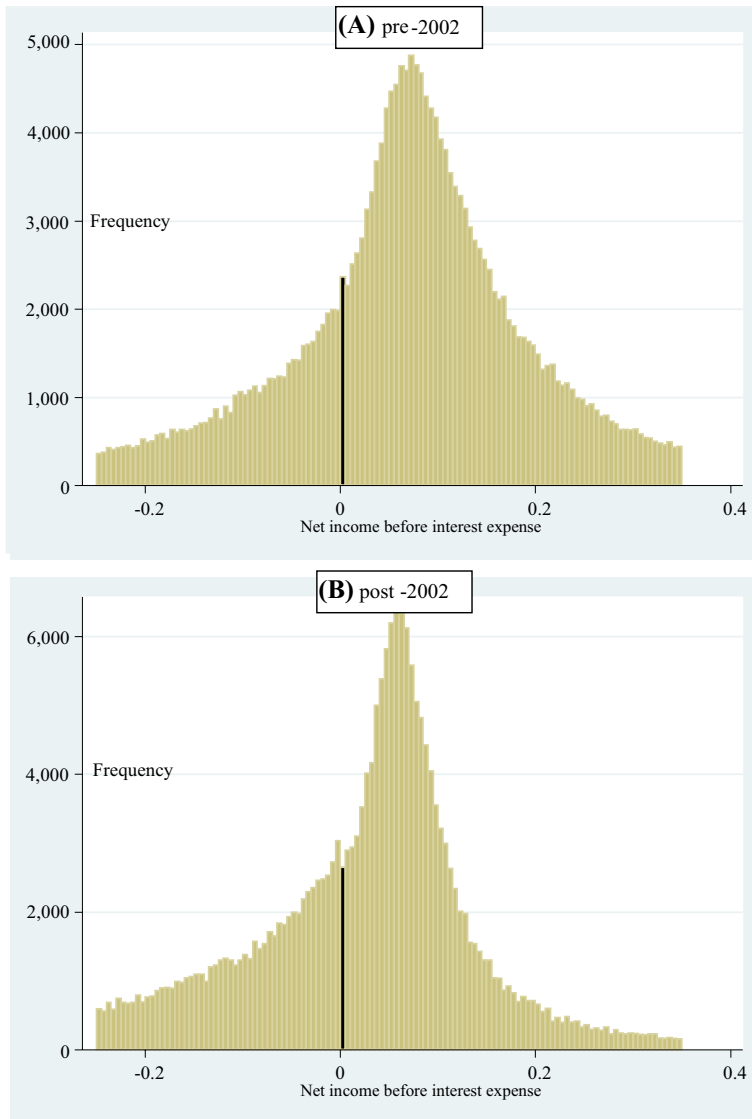 (A) pre-2002
5,000
4,000
Frequency
3,000
2,000
1,000
0
-0.2 0 0.2 0.4
Net income before interest expense
(B) post -2002
6,000
Frequency
4,000
2,000
0
-0.2 0 0.2 0.4
Net income before interest expense